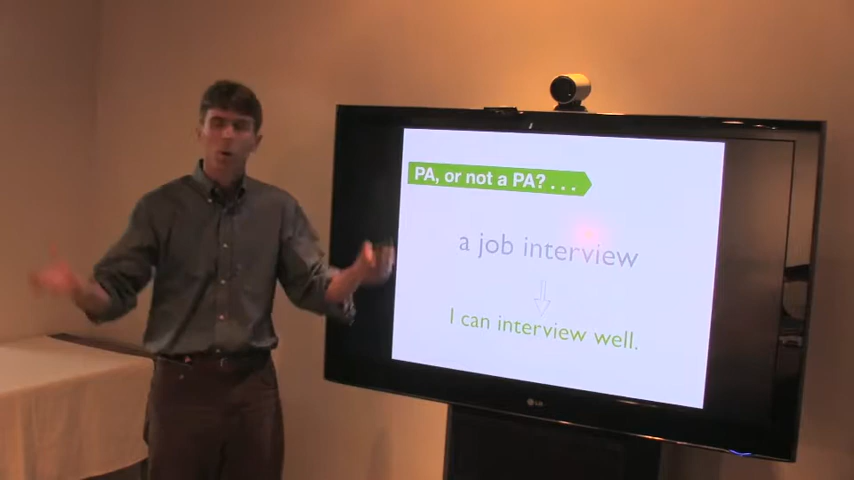 PA, or not a PA? . . .
a job interview
I can interview well.
LG